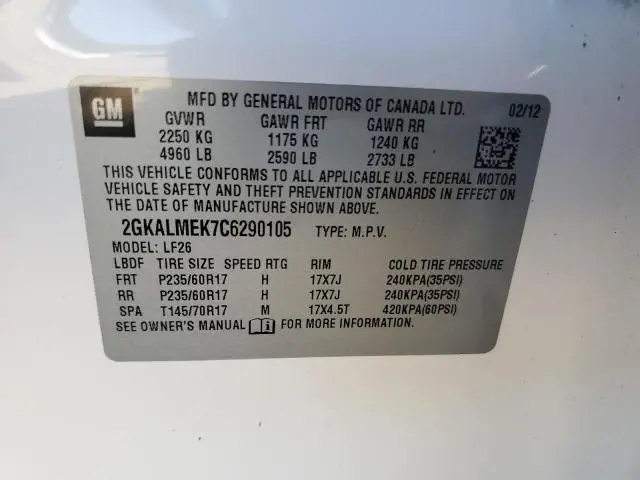 GM
MFD BY GENERAL MOTORS OF CANADA LTD. 02/12
GVWR GAWR FRT GAWR RR
2250 KG 1175 KG 1240 KG
4960 LB 2590 LB 2733 LB
THIS VEHICLE CONFORMS TO ALL APPLICABLE U.S. FEDERAL MOTOR
VEHICLE SAFETY AND THEFT PREVENTION STANDARDS IN EFFECT ON
THE DATE OF MANUFACTURE SHOWN ABOVE.
2GKALMEK7C6290105 TYPE: M.P.V.
MODEL: LF26
LBDF TIRE SIZE SPEED RTG RIM COLD TIRE PRESSURE
FRT P235/60R17 H 17X7J 240KPA(35PSI)
RR P235/60R17 H 17X7J 240KPA(35PSI)
SPA T145/70R17 M 17X4.5T 420KPA(60PSI)
SEE OWNER'S MANUAL FOR MORE INFORMATION.